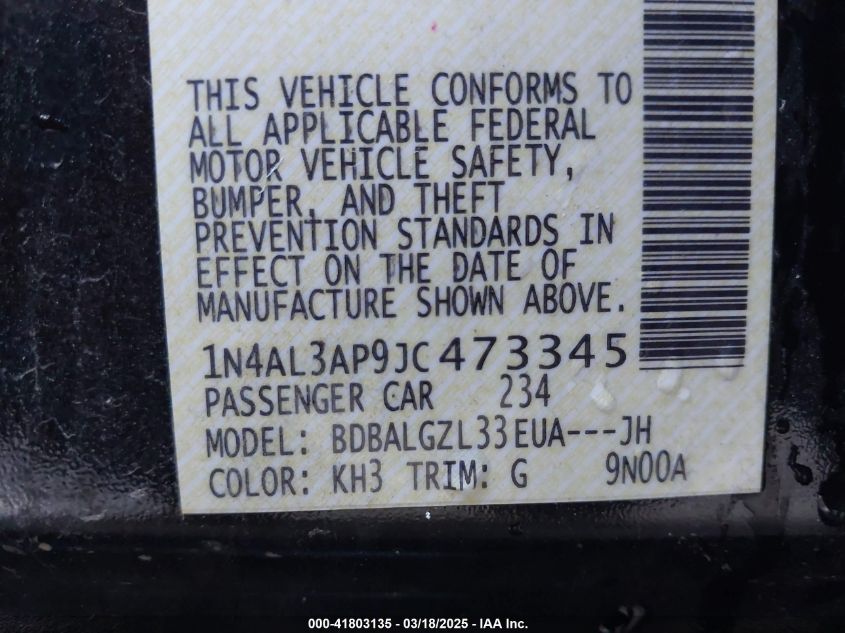 THIS VEHICLE CONFORMS TO
ALL APPLICABLE FEDERAL
MOTOR VEHICLE SAFETY,
BUMPER, AND THEFT
PREVENTION STANDARDS IN
EFFECT ON THE DATE OF
MANUFACTURE SHOWN ABOVE.
1N4AL3AP9JC473345
PASSENGER CAR 234
MODEL: BDBALGZL33EUA---JH
COLOR: KH3 TRIM: G 9N00A
000-41803135 - 03/18/2025 - IAA Inc.